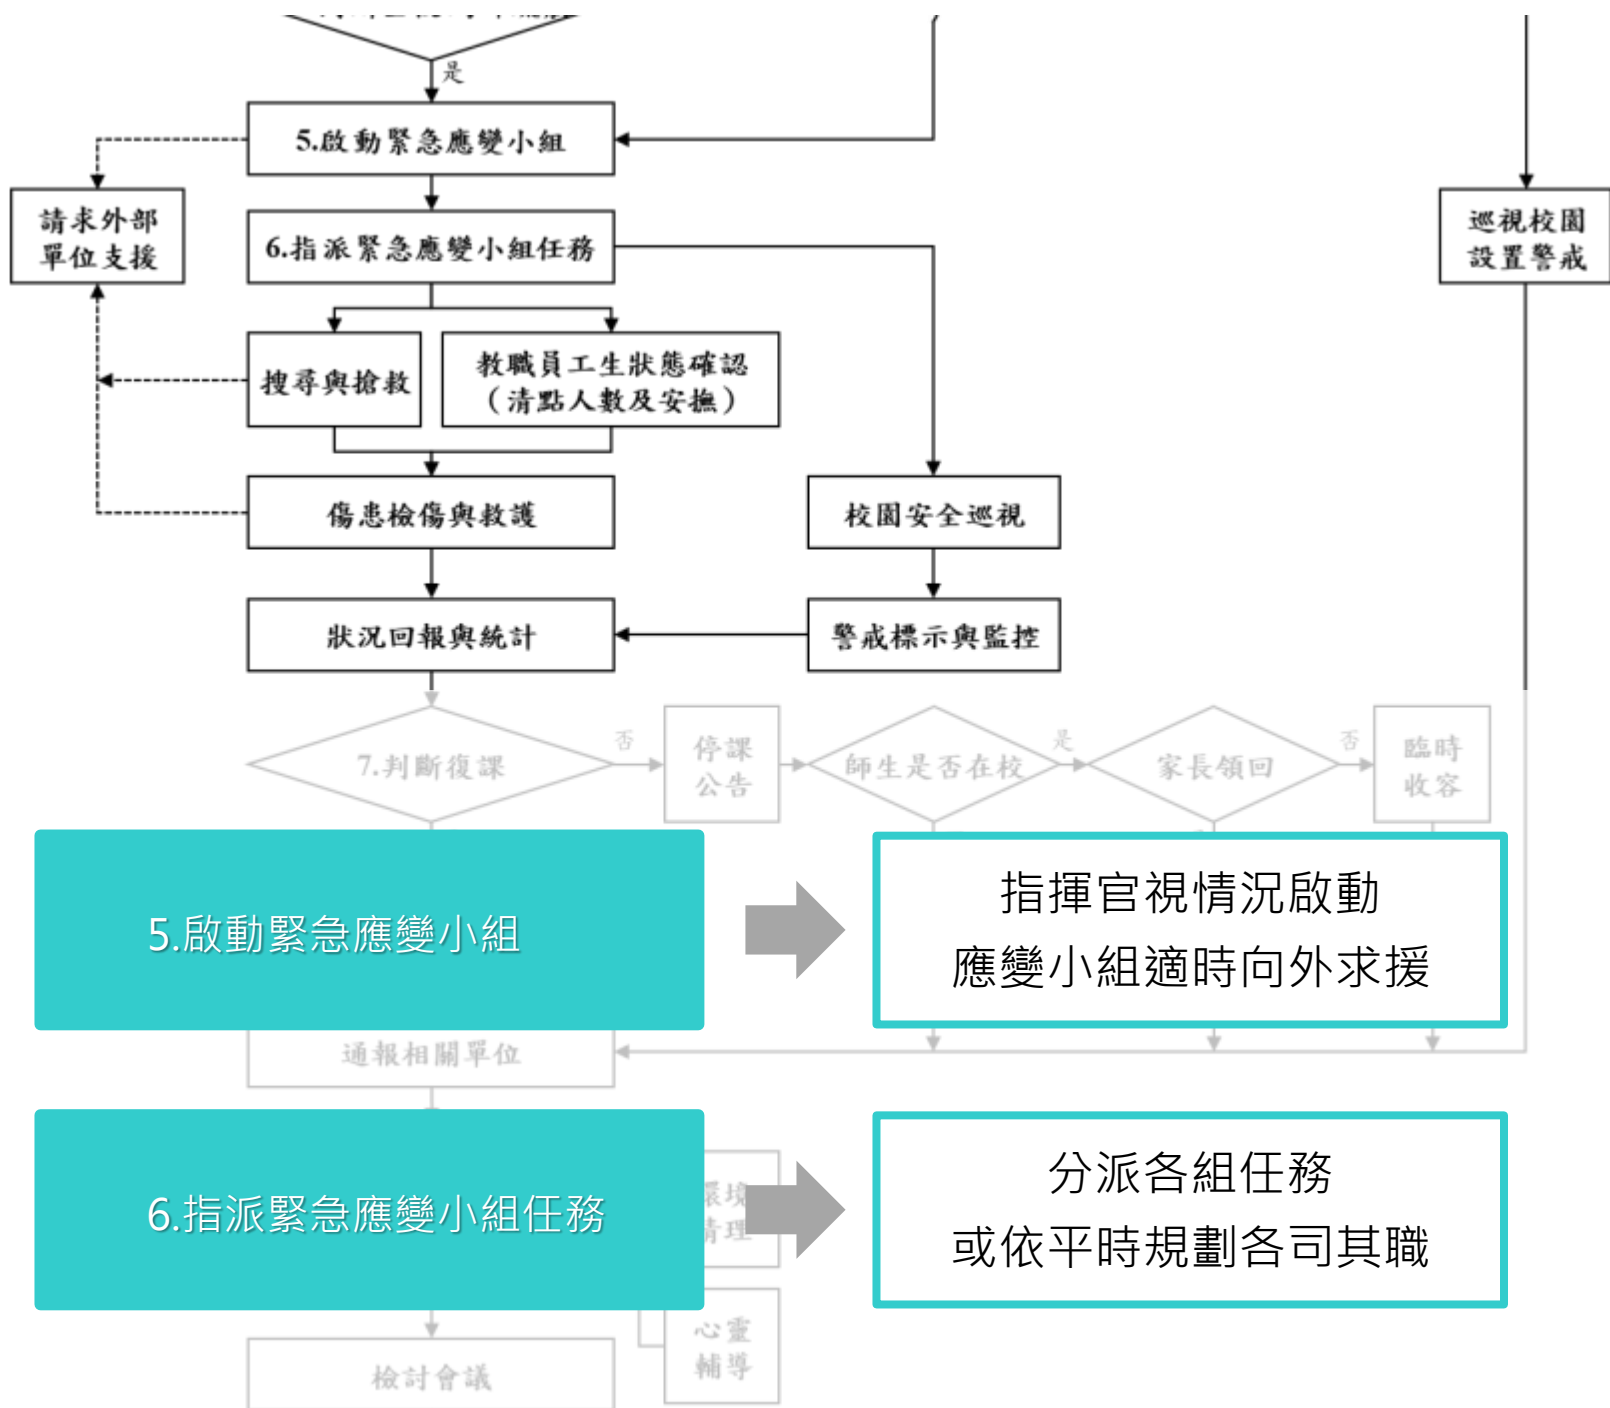 是
5.啟動緊急應變小組
請求外部
單位支援
6.指派緊急應變小組任務
巡視校園
設置警戒
搜尋與搶救
教職員工生狀態確認
（清點人數及安撫）
傷患檢傷與救護
校園安全巡視
狀況回報與統計
警戒標示與監控
7.判斷復課
否
停課
公告
師生是否在校
是
家長領回
否
臨時
收容
5.啟動緊急應變小組
指揮官視情況啟動
應變小組適時向外求援
通報相關單位
6.指派緊急應變小組任務
環境
清理
分派各組任務
或依平時規劃各司其職
心靈
輔導
檢討會議